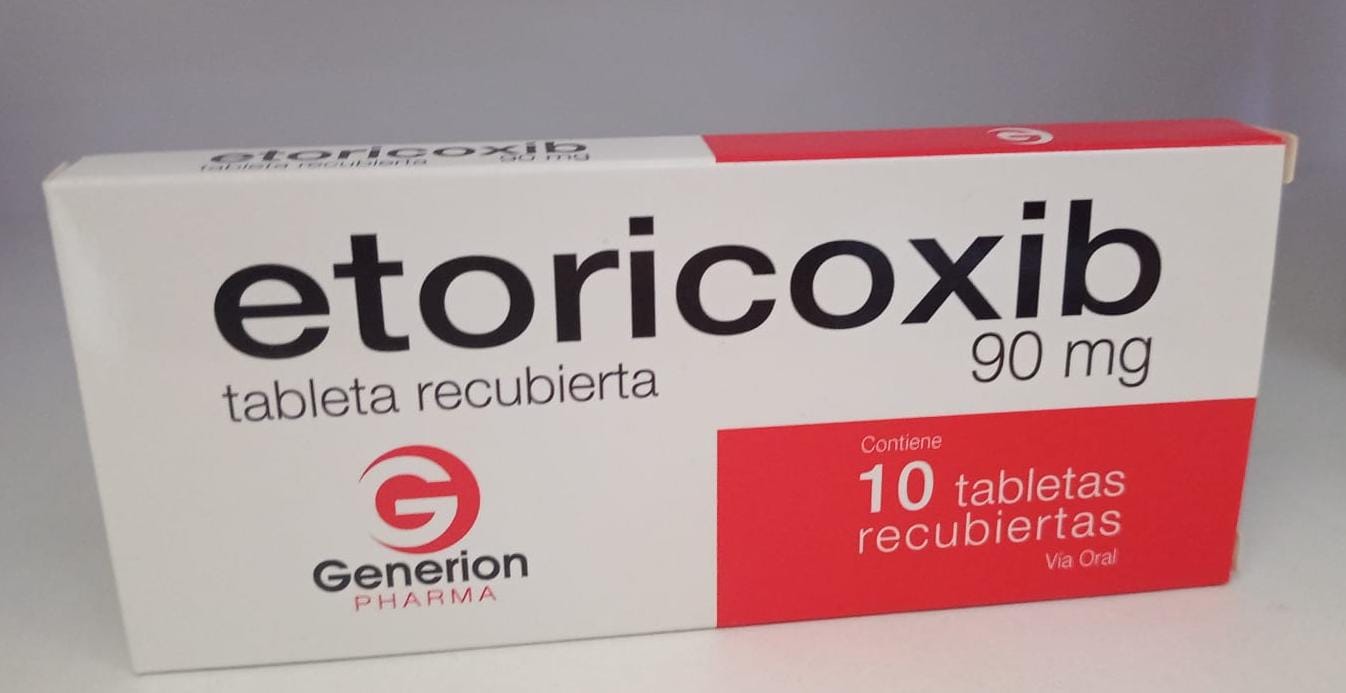 etoricoxib
tableta recubierta 90 mg
etoricoxib
90 mg
tableta recubierta
Contiene
10 tabletas
recubiertas
Vía Oral
G
Generion
PHARMA